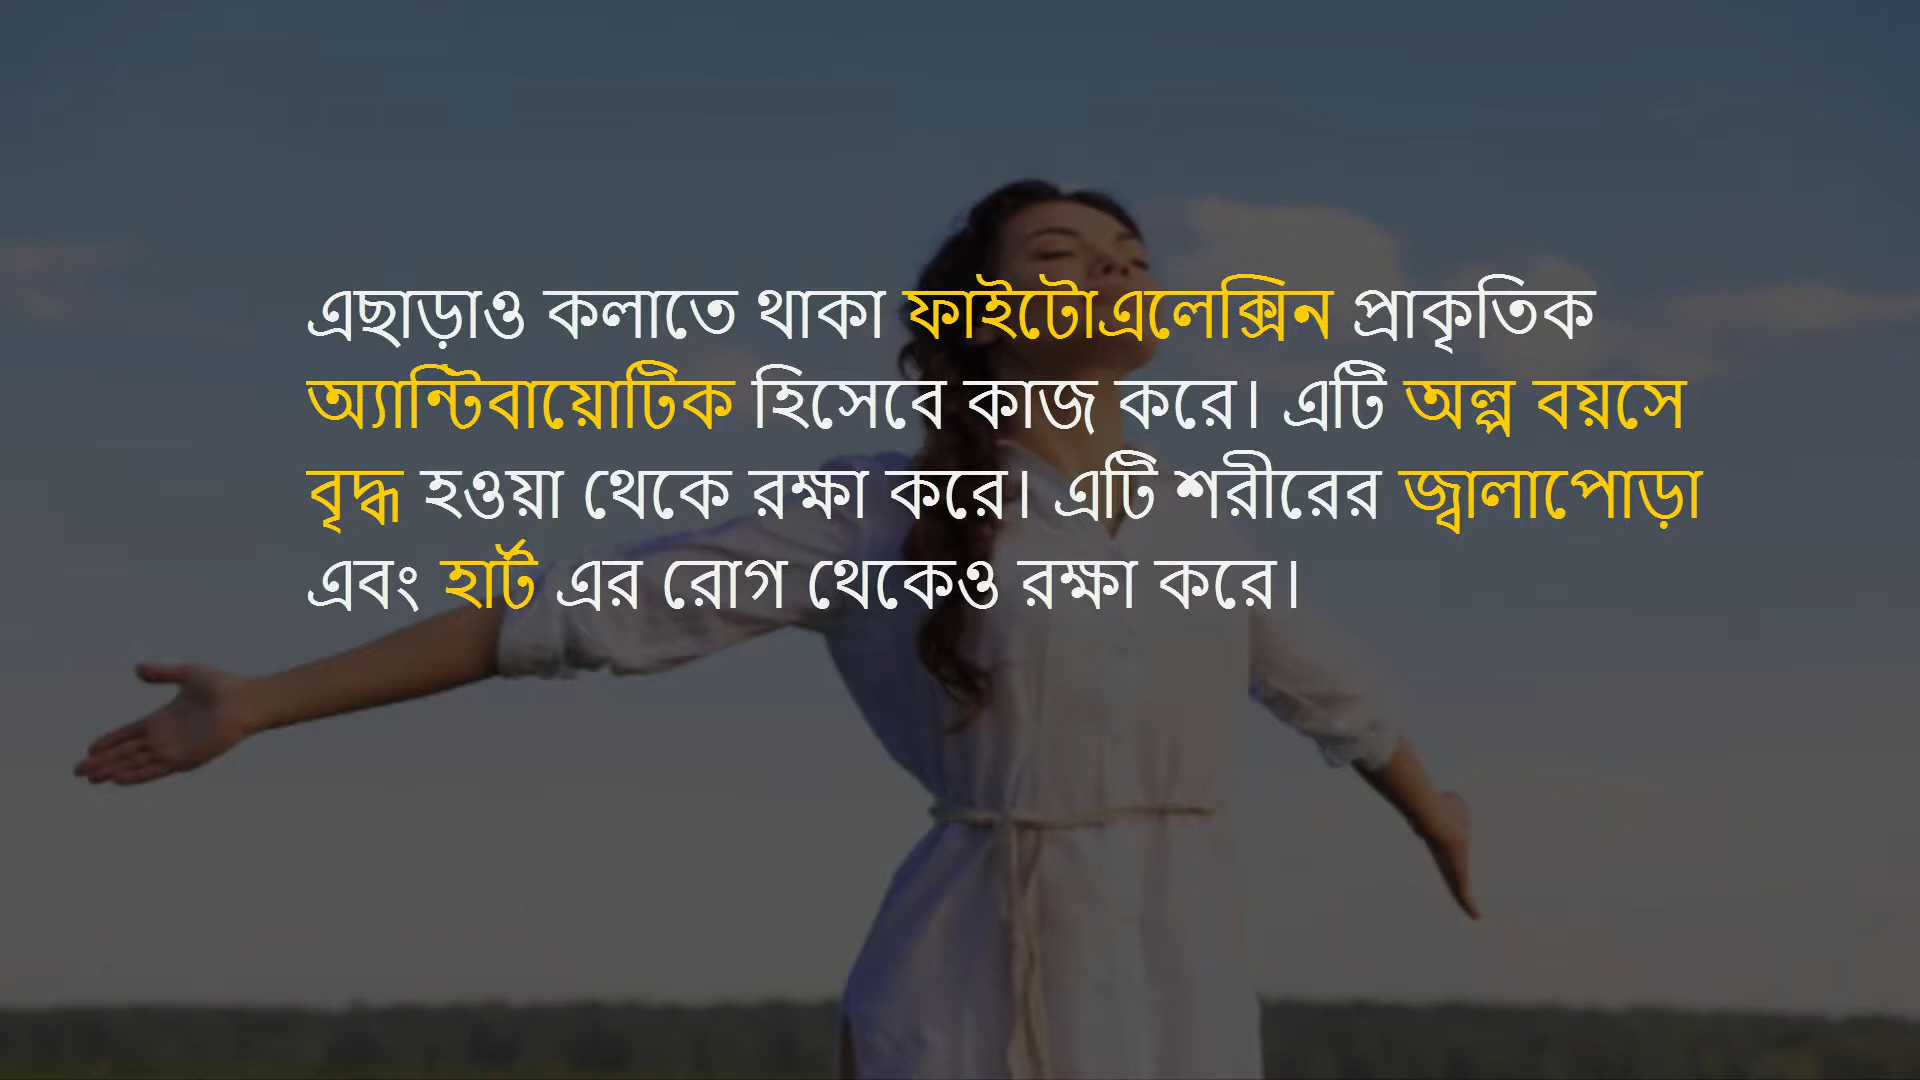 এছাড়াও কলাতে থাকা ফাইটোএলেক্সিন প্রাকৃতিক
অ্যান্টিবায়োটিক হিসেবে কাজ করে। এটি অল্প বয়সে
বৃদ্ধ হওয়া থেকে রক্ষা করে। এটি শরীরের জ্বালাপোড়া
এবং হার্ট এর রোগ থেকেও রক্ষা করে।